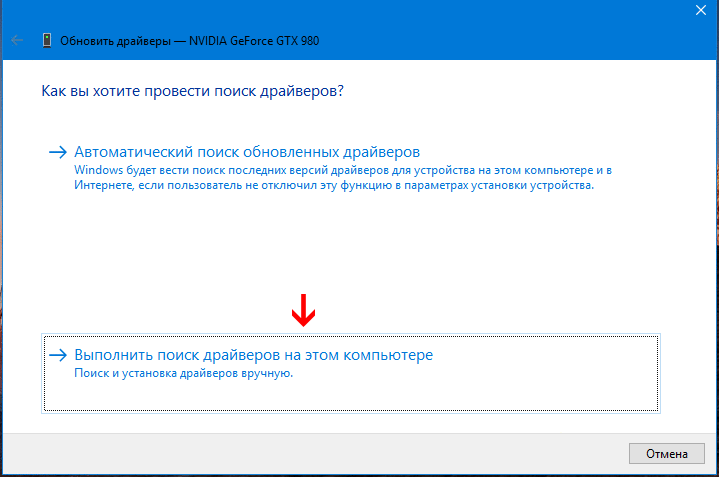 Обновить драйверы — NVIDIA GeForce GTX 980
Как вы хотите провести поиск драйверов?
Автоматический поиск обновленных драйверов
Windows будет вести поиск последних версий драйверов для устройства на этом компьютере и в
Интернете, если пользователь не отключил эту функцию в параметрах установки устройства.
Выполнить поиск драйверов на этом компьютере
Поиск и установка драйверов вручную.
Отмена